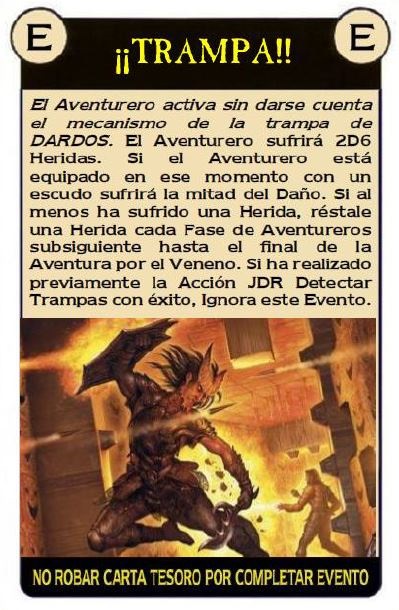 E
E
¡¡TRAMPA!!
El Aventurero activa sin darse cuenta
el mecanismo de la trampa de
DARDOS. El Aventurero sufrirá 2D6
Heridas. Si el Aventurero está
equipado en ese momento con un
escudo sufrirá la mitad del Daño. Si al
menos ha sufrido una Herida, réstale
una Herida cada Fase de Aventureros
subsiguiente hasta el final de la
Aventura por el Veneno. Si ha realizado
previamente la Acción JDR Detectar
Trampas con éxito, Ignora este Evento.
NO ROBAR CARTA TESORO POR COMPLETAR EVENTO